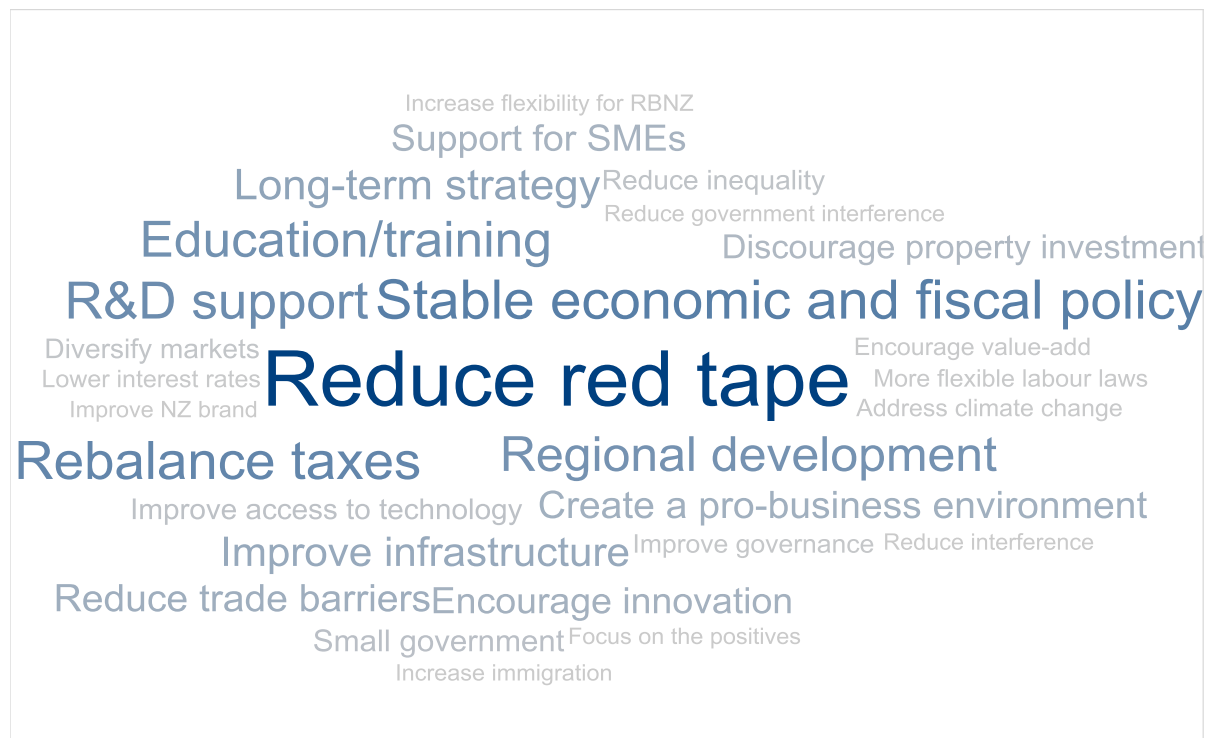 Increase flexibility for RBNZ
Support for SMEs
Long-term strategy
Reduce inequality
Reduce government interference
Education/training
Discourage property investment
R&D support
Stable economic and fiscal policy
Diversify markets
Lower interest rates
Improve NZ brand
Reduce red tape
Encourage value-add
More flexible labour laws
Address climate change
Rebalance taxes
Regional development
Improve access to technology
Create a pro-business environment
Improve infrastructure
Improve governance
Reduce interference
Reduce trade barriers
Encourage innovation
Small government
Focus on the positives
Increase immigration